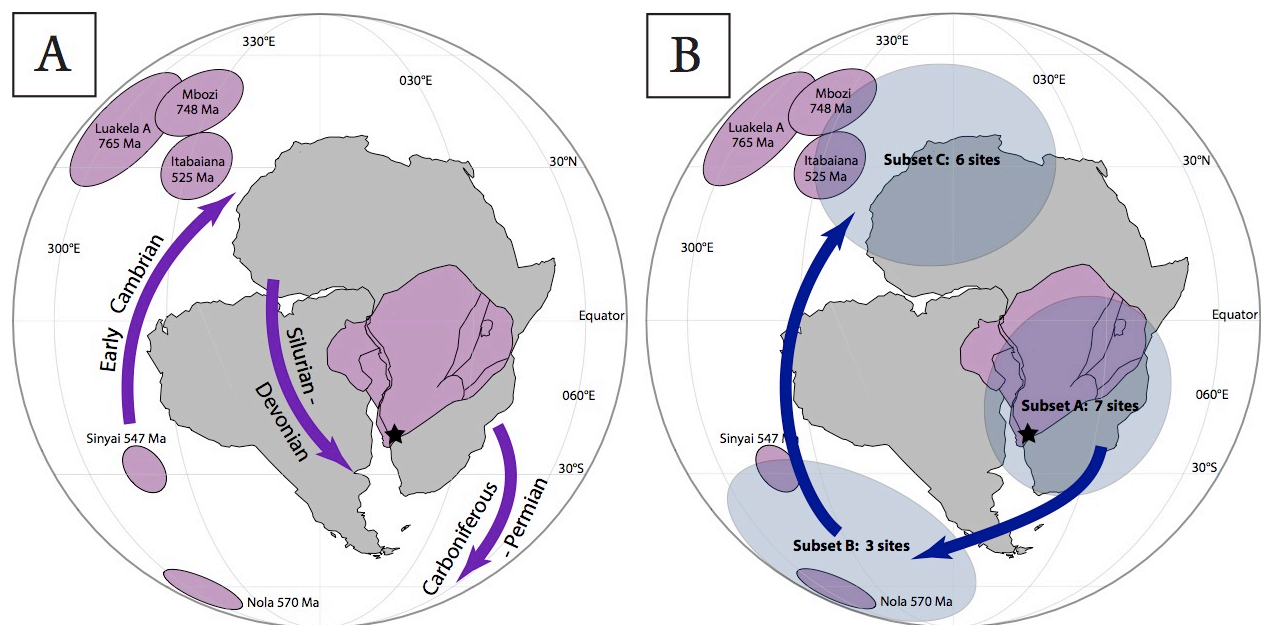 A
330°E
030°E
Mbozi
748 Ma
Luakela A
765 Ma
Itabaiana
525 Ma
30°N
300°E
Early Cambrian
Equator
Silurian -
Devonian
060°E
Sinyai 547 Ma
30°S
Carboniferous
- Permian
Nola 570 Ma
B
330°E
030°E
Mbozi
748 Ma
Luakela A
765 Ma
Itabaiana
525 Ma
Subset C: 6 sites
30°N
300°E
Equator
060°E
Subset A: 7 sites
Sinyai 547 M
30°S
Subset B: 3 sites
Nola 570 Ma